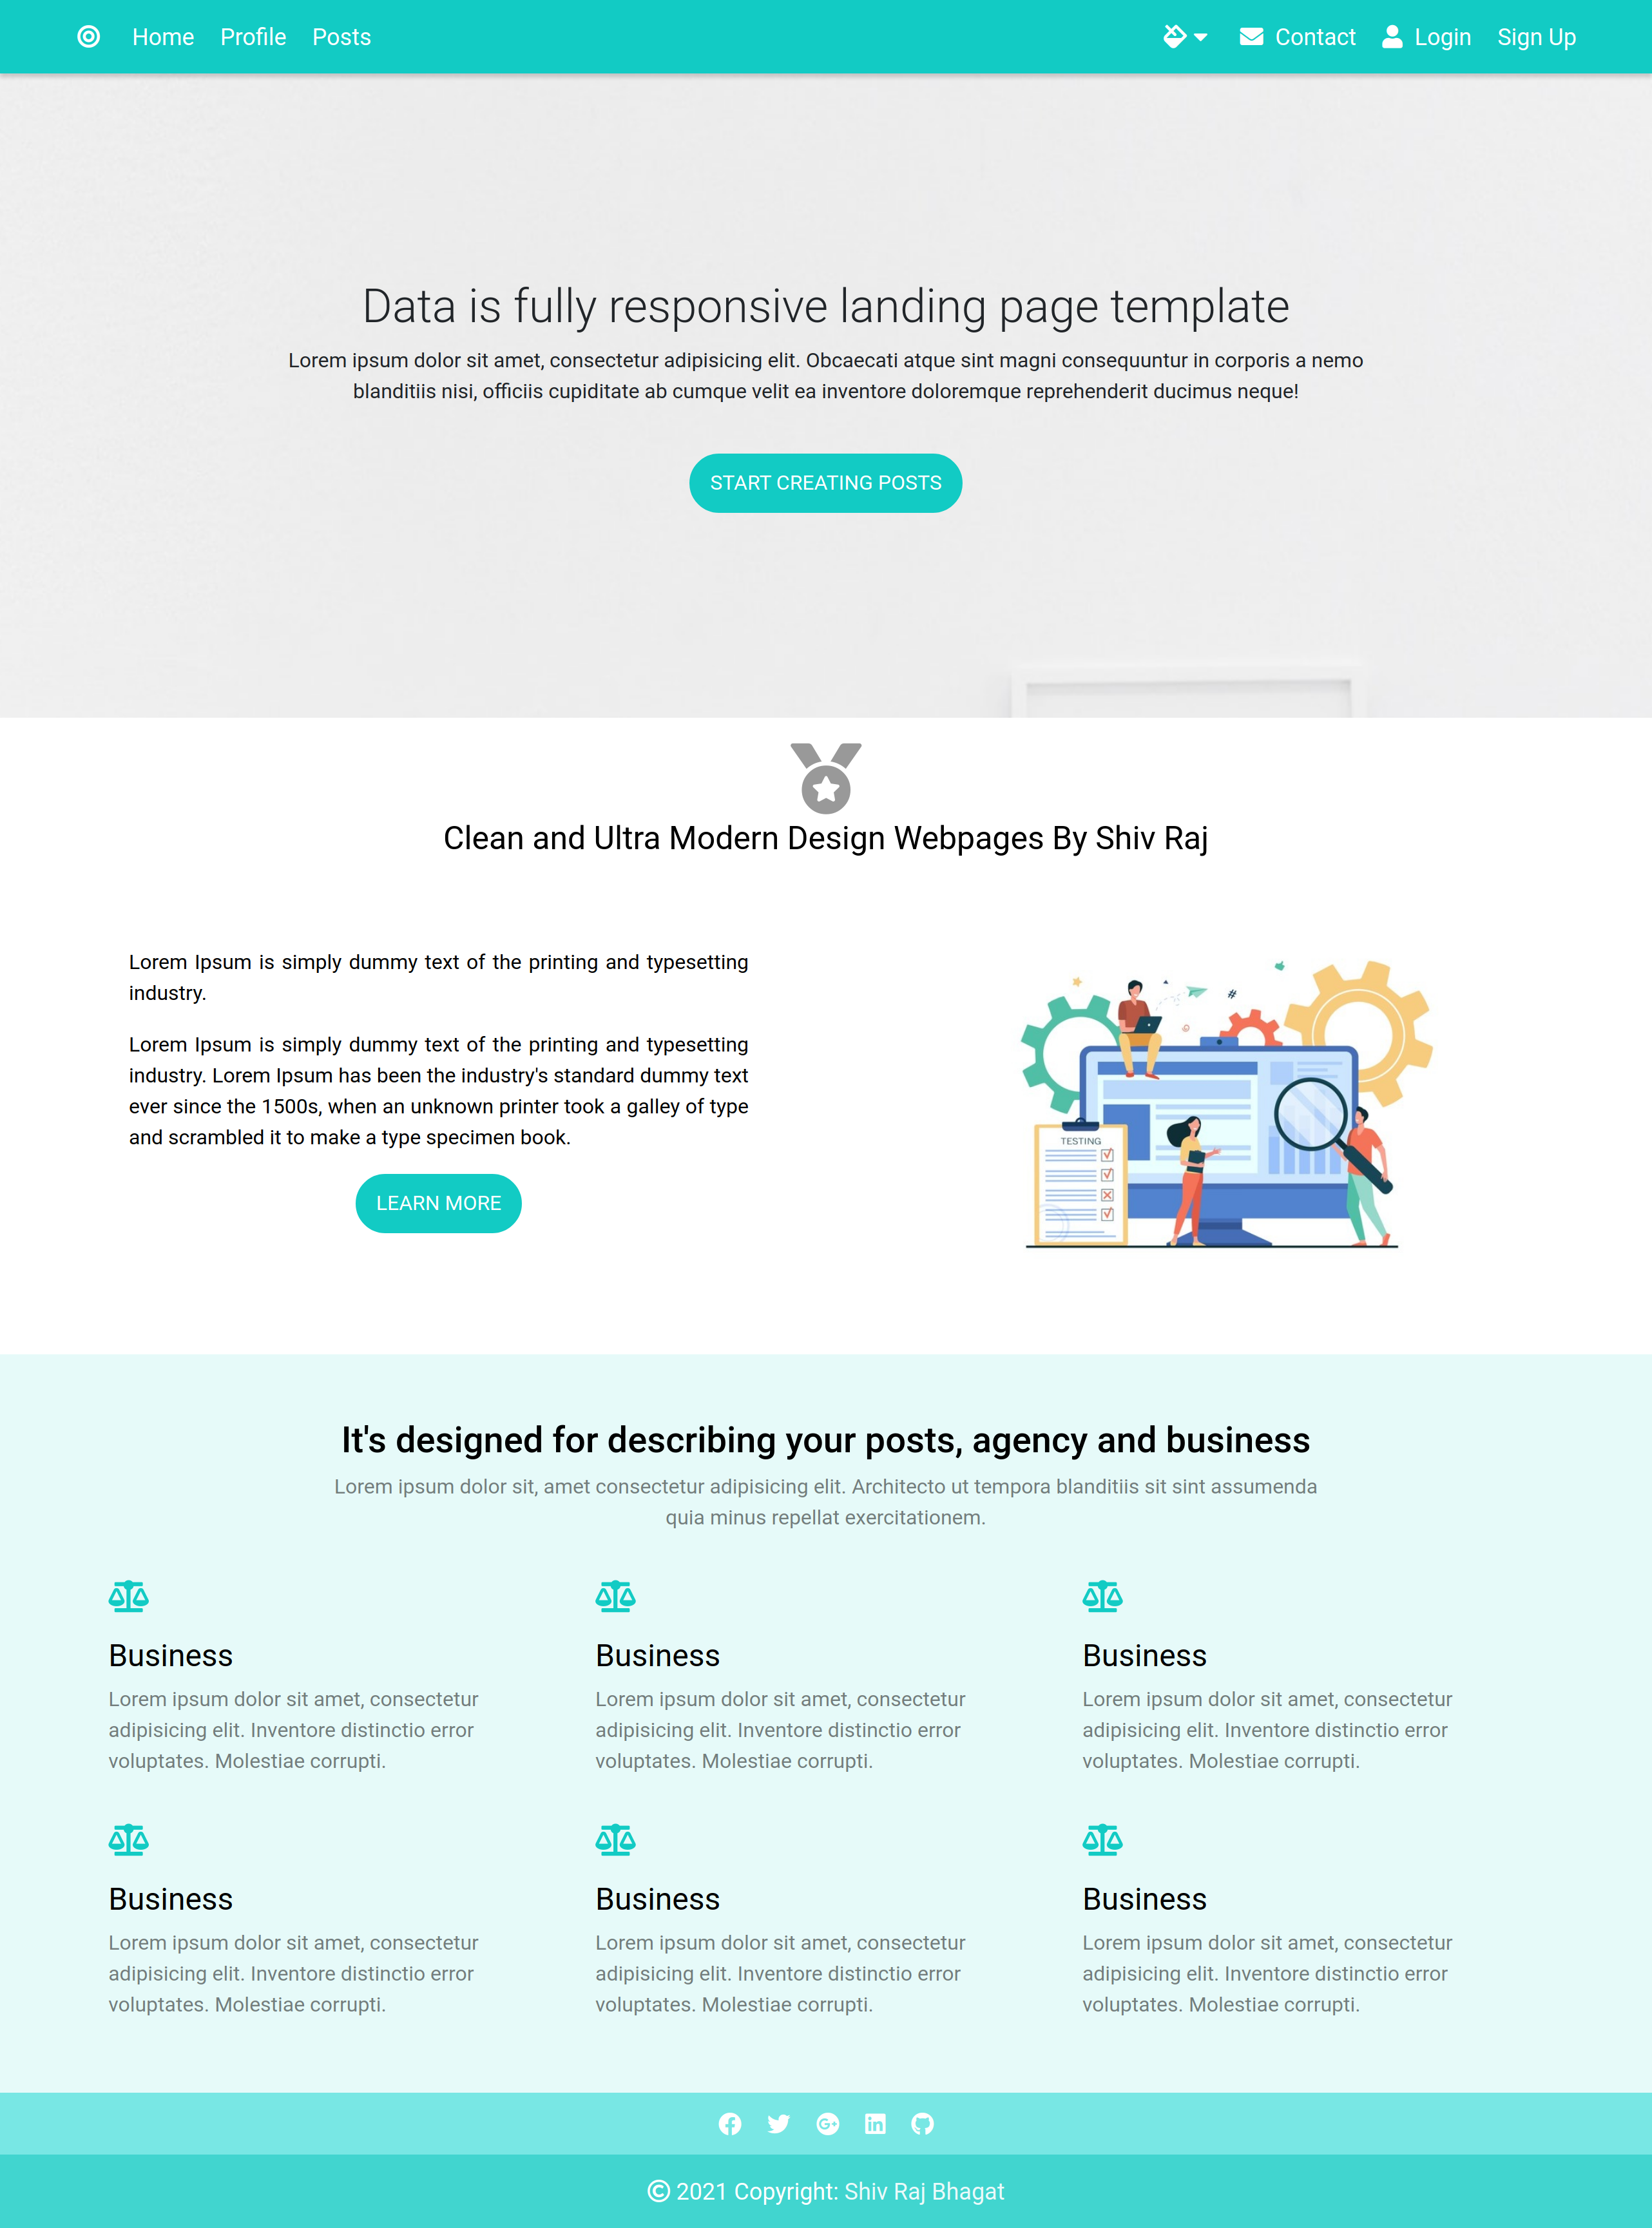 Home Profile Posts Contact Login Sign Up
Data is fully responsive landing page template
Lorem ipsum dolor sit amet, consectetur adipisicing elit. Obcaecati atque sint magni consequuntur in corporis a nemo
blanditiis nisi, officiis cupiditate ab cumque velit ea inventore doloremque reprehenderit ducimus neque!
START CREATING POSTS
Clean and Ultra Modern Design Webpages By Shiv Raj
Lorem Ipsum is simply dummy text of the printing and typesetting
industry.
Lorem Ipsum is simply dummy text of the printing and typesetting
industry. Lorem Ipsum has been the industry's standard dummy text
ever since the 1500s, when an unknown printer took a galley of type
and scrambled it to make a type specimen book.
LEARN MORE
#
TESTING
It's designed for describing your posts, agency and business
Lorem ipsum dolor sit, amet consectetur adipisicing elit. Architecto ut tempora blanditiis sit sint assumenda
quia minus repellat exercitationem.
Business
Lorem ipsum dolor sit amet, consectetur
adipisicing elit. Inventore distinctio error
voluptates. Molestiae corrupti.
Business
Lorem ipsum dolor sit amet, consectetur
adipisicing elit. Inventore distinctio error
voluptates. Molestiae corrupti.
Business
Lorem ipsum dolor sit amet, consectetur
adipisicing elit. Inventore distinctio error
voluptates. Molestiae corrupti.
Business
Lorem ipsum dolor sit amet, consectetur
adipisicing elit. Inventore distinctio error
voluptates. Molestiae corrupti.
Business
Lorem ipsum dolor sit amet, consectetur
adipisicing elit. Inventore distinctio error
voluptates. Molestiae corrupti.
Business
Lorem ipsum dolor sit amet, consectetur
adipisicing elit. Inventore distinctio error
voluptates. Molestiae corrupti.
© 2021 Copyright: Shiv Raj Bhagat